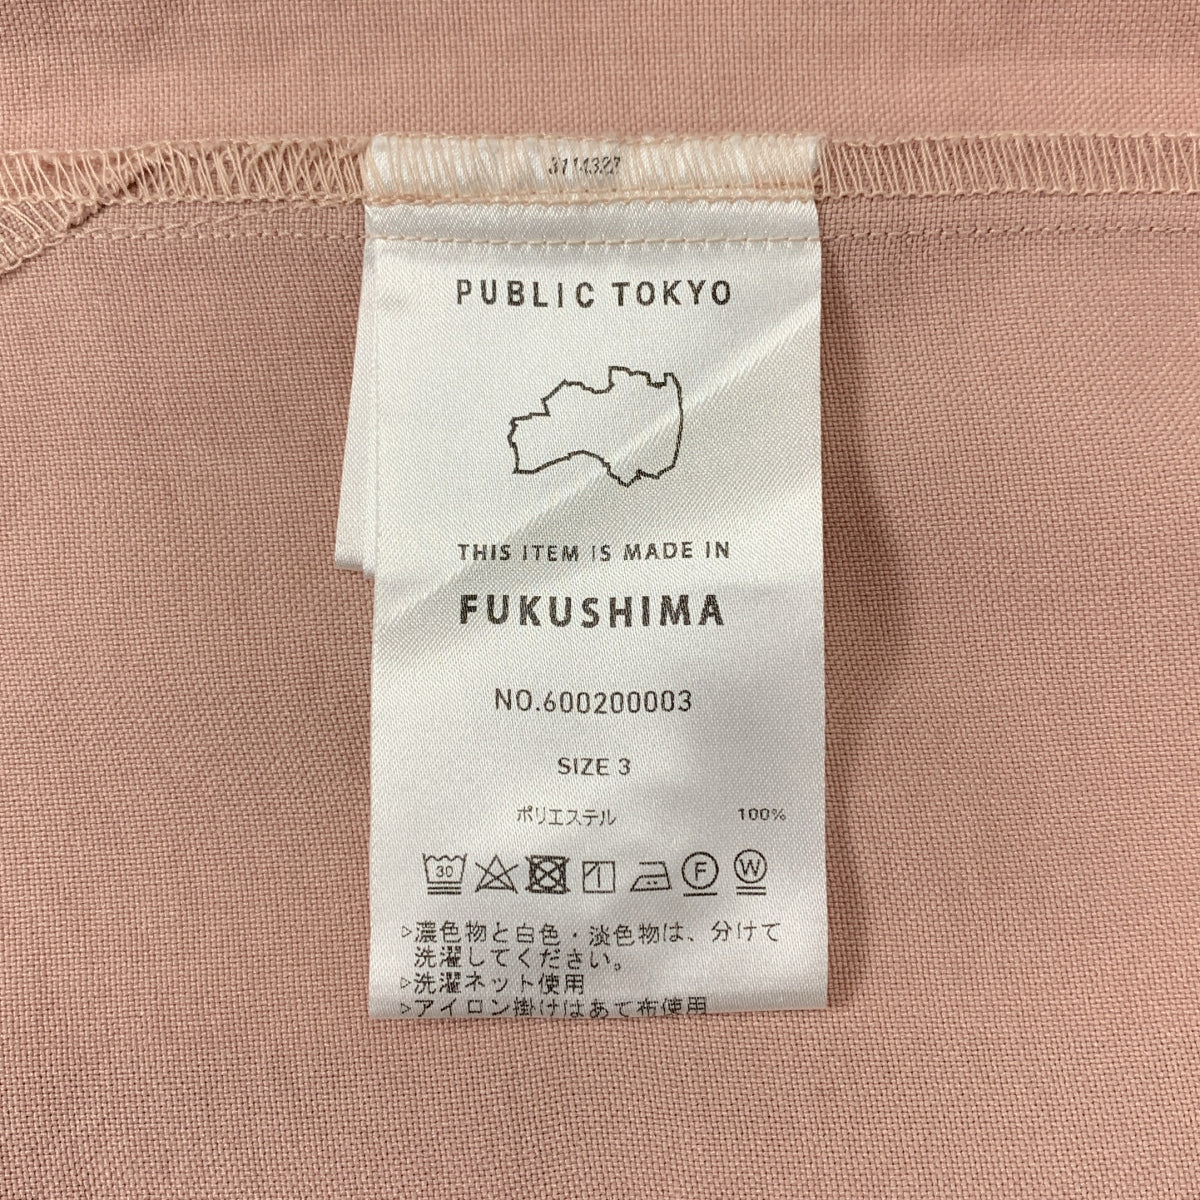 3114327
PUBLIC TOKYO
THIS ITEM IS MADE IN
FUKUSHIMA
NO.600200003
SIZE 3
ポリエステル 100%
30 F W
▷濃色物と白色・淡色物は、分けて
洗濯してください。
▷洗濯ネット使用
▷アイロン掛けはあて布使用